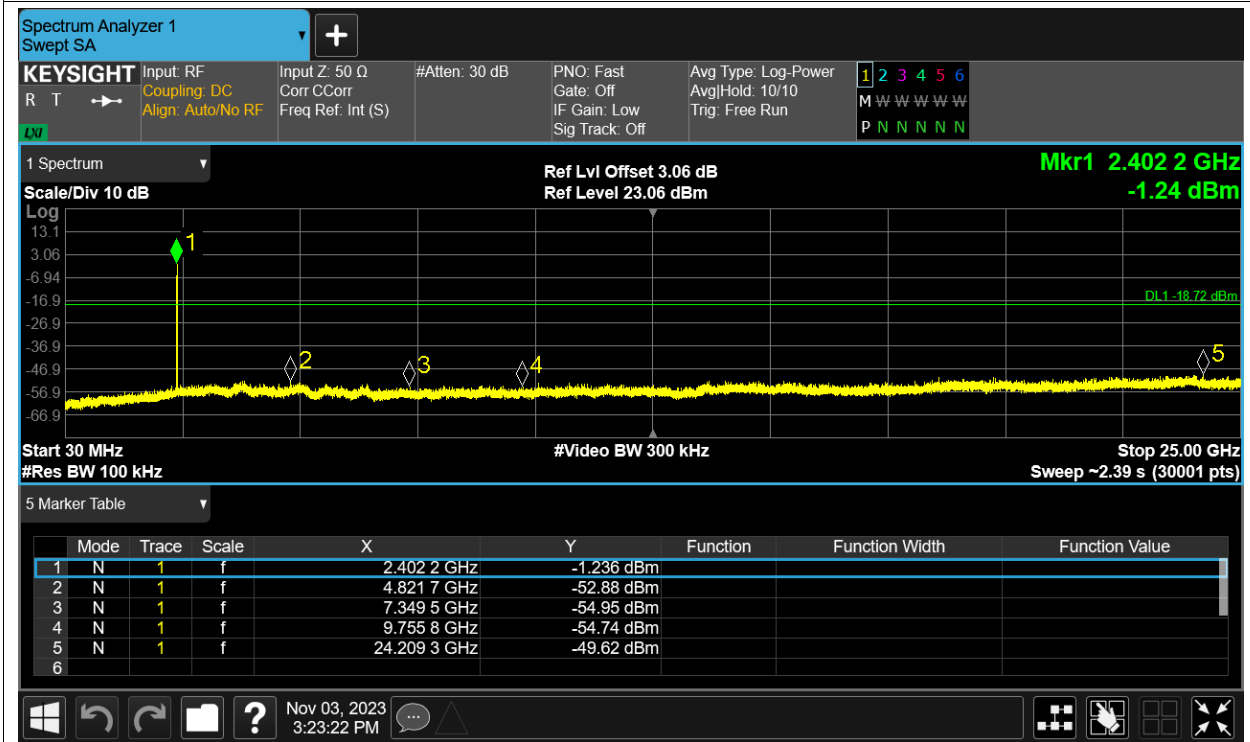 Spectrum Analyzer 1
Swept SA
+
KEYSIGHT
R T
LXI
Input: RF
Coupling: DC
Align: Auto/No RF
Input Z: 50 Ω
Corr CCorr
Freq Ref: Int (S)
#Atten: 30 dB
PNO: Fast
Gate: Off
IF Gain: Low
Sig Track: Off
Avg Type: Log-Power
Avg|Hold: 10/10
Trig: Free Run
1 2 3 4 5 6
M W W W W W
P N N N N N
1 Spectrum
Scale/Div 10 dB
Ref Lvl Offset 3.06 dB
Ref Level 23.06 dBm
Mkr1 2.402 2 GHz
-1.24 dBm
Log
13.1
3.06
-6.94
-16.9
-26.9
-36.9
-46.9
-56.9
-66.9
1
2
3
4
5
DL1 -18.72 dBm
Start 30 MHz
#Res BW 100 kHz
#Video BW 300 kHz
Stop 25.00 GHz
Sweep ~2.39 s (30001 pts)
5 Marker Table
Mode Trace Scale X Y Function Function Width Function Value
1 N 1 f 2.402 2 GHz -1.236 dBm
2 N 1 f 4.821 7 GHz -52.88 dBm
3 N 1 f 7.349 5 GHz -54.95 dBm
4 N 1 f 9.755 8 GHz -54.74 dBm
5 N 1 f 24.209 3 GHz -49.62 dBm
6
?
Nov 03, 2023
3:23:22 PM